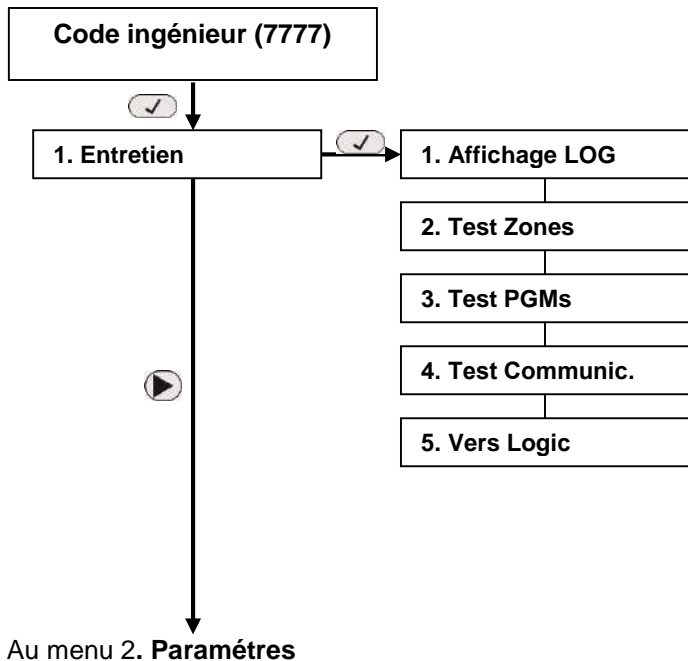 Code ingénieur (7777)
1. Entretien
1. Affichage LOG
2. Test Zones
3. Test PGMs
4. Test Communic.
5. Vers Logic
Au menu 2. Paramétres